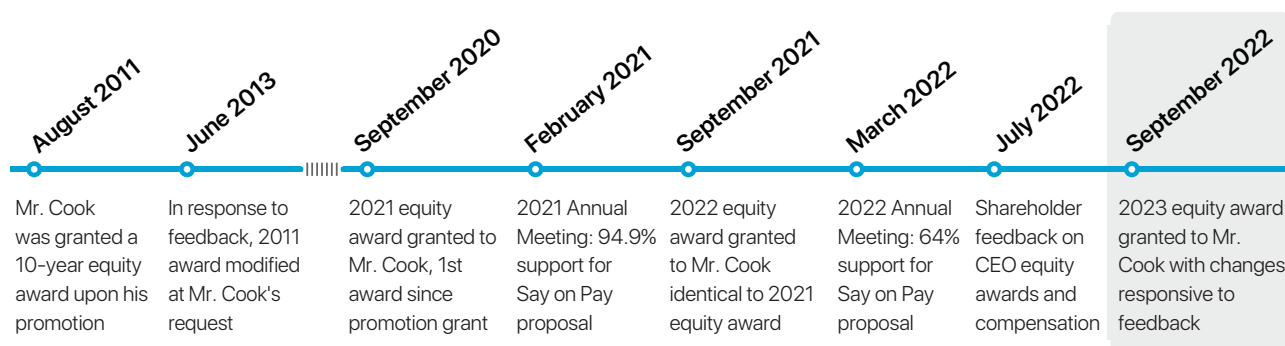 August 2011
June 2013
September 2020
February 2021
September 2021
March 2022
July 2022
September 2022
Mr. Cook
was granted a
10-year equity
award upon his
promotion
In response to
feedback, 2011
award modified
at Mr. Cook's
request
2021 equity
award granted to
Mr. Cook, 1st
award since
promotion grant
2021 Annual
Meeting: 94.9%
support for
Say on Pay
proposal
2022 equity
award granted
to Mr. Cook
identical to 2021
equity award
2022 Annual
Meeting: 64%
support for
Say on Pay
proposal
Shareholder
feedback on
CEO equity
awards and
compensation
2023 equity award
granted to Mr.
Cook with changes
responsive to
feedback